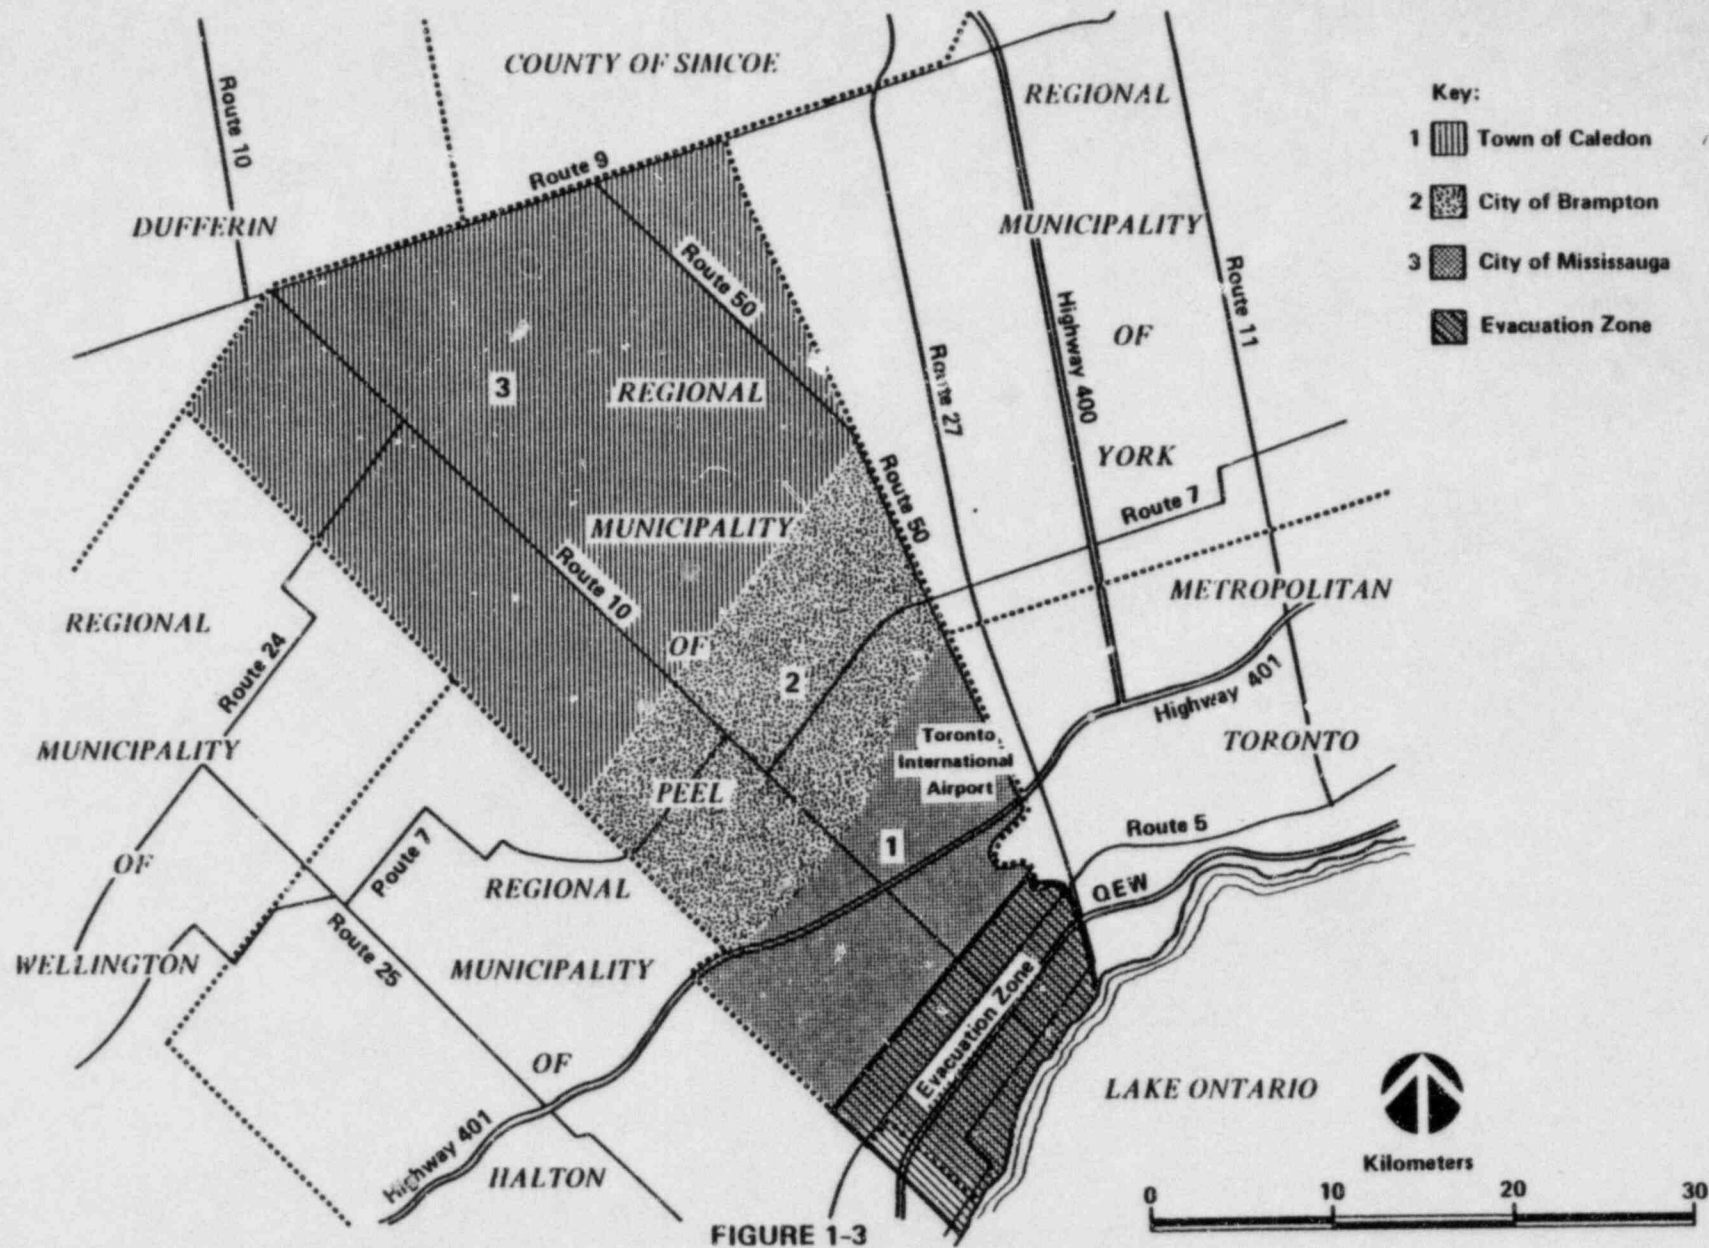 COUNTY OF SIMCOE
REGIONAL
MUNICIPALITY
OF
YORK
Key:
1 Town of Caledon
2 City of Brampton
3 City of Mississauga
Evacuation Zone
Route 10
DUFFERIN
Route 9
Route 50
Route 27
Highway 400
Route 11
3
REGIONAL
MUNICIPALITY
OF
PEEL
Route 50
Route 7
METROPOLITAN
TORONTO
Route 10
REGIONAL
MUNICIPALITY
OF
WELLINGTON
Route 24
2
Highway 401
Toronto
International
Airport
1
Route 5
QEW
Poute 7
Route 25
REGIONAL
MUNICIPALITY
OF
HALTON
Evacuation Zone
LAKE ONTARIO
Highway 401
Kilometers
0 10 20 30
FIGURE 1-3